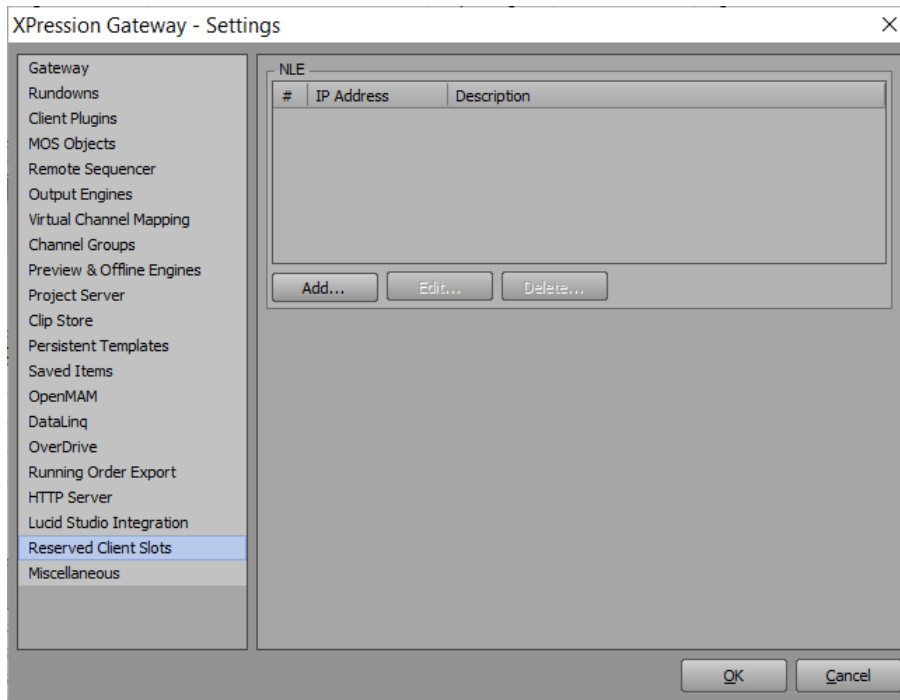 XPression Gateway - Settings
Gateway
Rundowns
Client Plugins
MOS Objects
Remote Sequencer
Output Engines
Virtual Channel Mapping
Channel Groups
Preview & Offline Engines
Project Server
Clip Store
Persistent Templates
Saved Items
OpenMAM
DataLinq
OverDrive
Running Order Export
HTTP Server
Lucid Studio Integration
Reserved Client Slots
Miscellaneous
NLE
# IP Address Description
Add... Edit... Delete...
OK Cancel